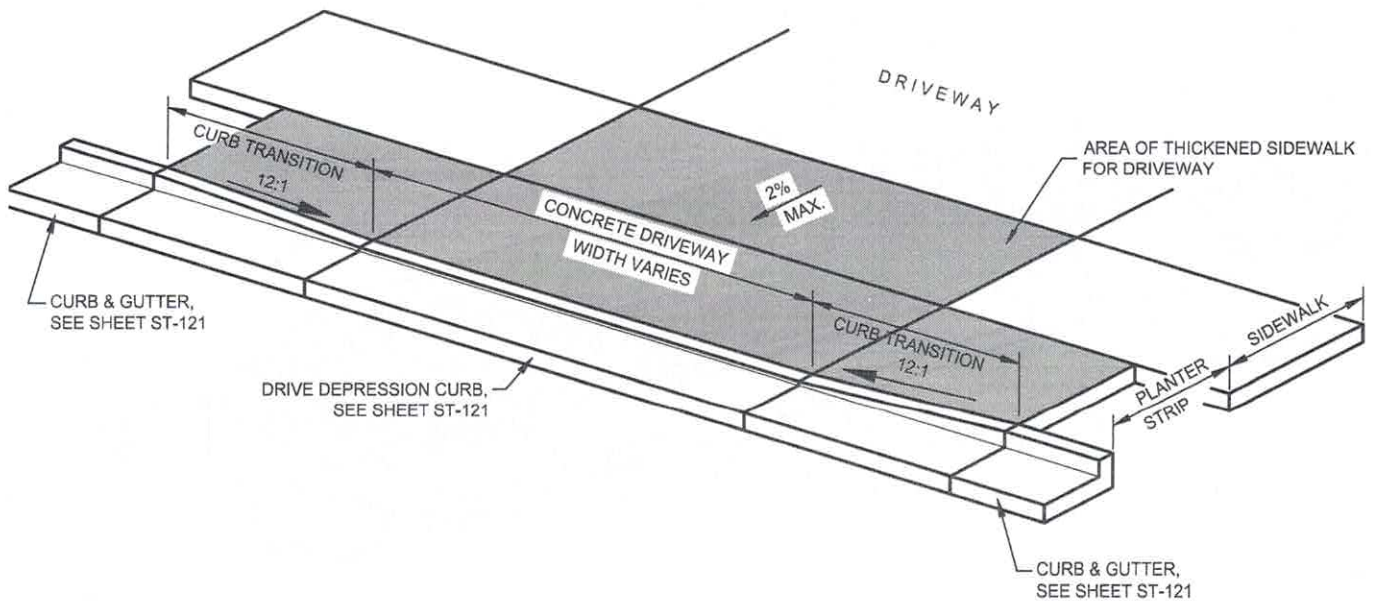 DRIVEWAY
AREA OF THICKENED SIDEWALK
FOR DRIVEWAY
CURB TRANSITION
12:1
2%
MAX.
CONCRETE DRIVEWAY
WIDTH VARIES
CURB & GUTTER,
SEE SHEET ST-121
CURB TRANSITION
12:1
SIDEWALK
PLANTER
STRIP
DRIVE DEPRESSION CURB,
SEE SHEET ST-121
CURB & GUTTER,
SEE SHEET ST-121